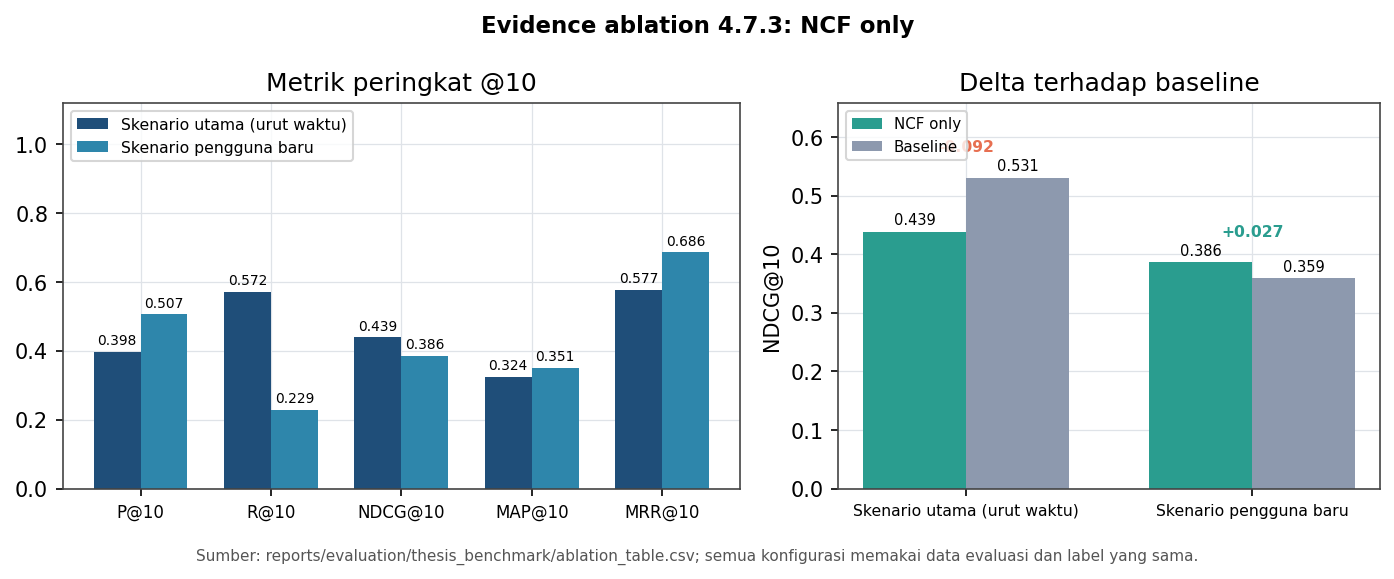 Evidence ablation 4.7.3: NCF only
Metrik peringkat @10
Skenario utama (urut waktu)
Skenario pengguna baru
1.0
0.8
0.6
0.4
0.2
0.0
0.398
0.507
0.572
0.229
0.439
0.386
0.324
0.351
0.577
0.686
P@10
R@10
NDCG@10
MAP@10
MRR@10
Delta terhadap baseline
NCF only
Baseline
NDCG@10
0.6
0.5
0.4
0.3
0.2
0.1
0.0
0.439
0.531
+0.027
0.386
0.359
Skenario utama (urut waktu)
Skenario pengguna baru
Sumber: reports/evaluation/thesis_benchmark/ablation_table.csv; semua konfigurasi memakai data evaluasi dan label yang sama.